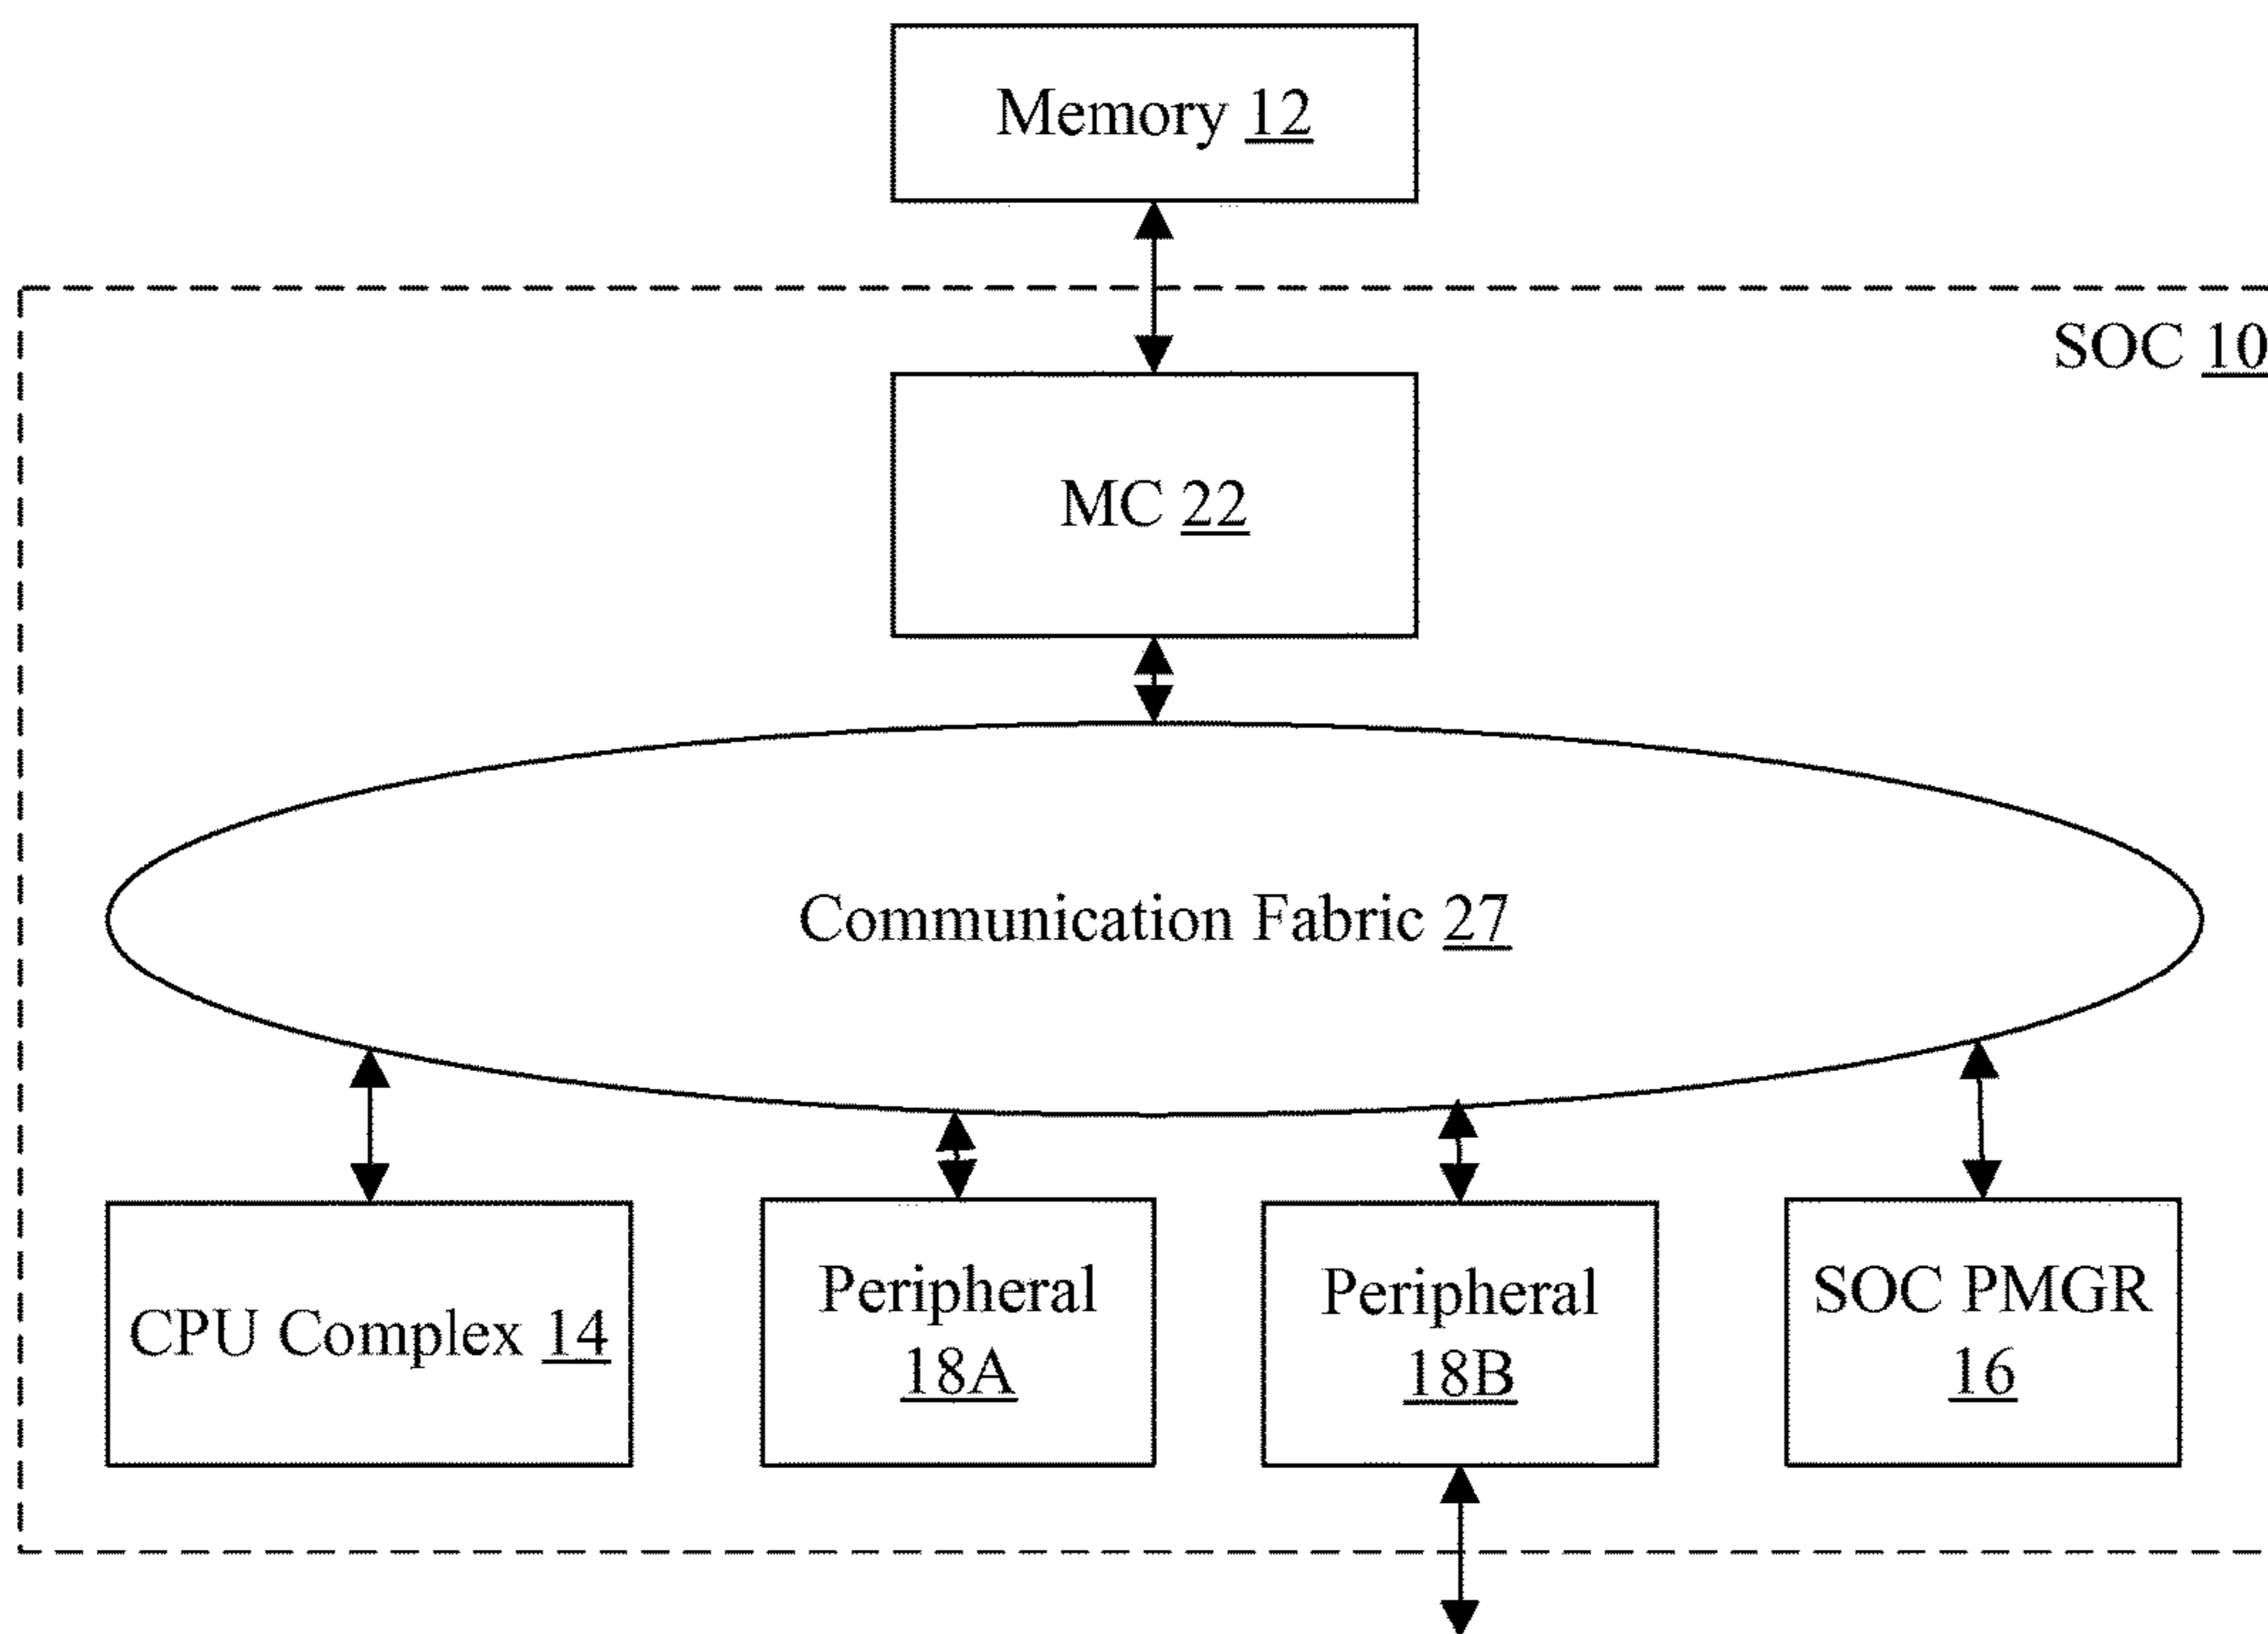 Memory 12
SOC 10
MC 22
Communication Fabric 27
CPU Complex 14
Peripheral
18A
Peripheral
18B
SOC PMGR
16